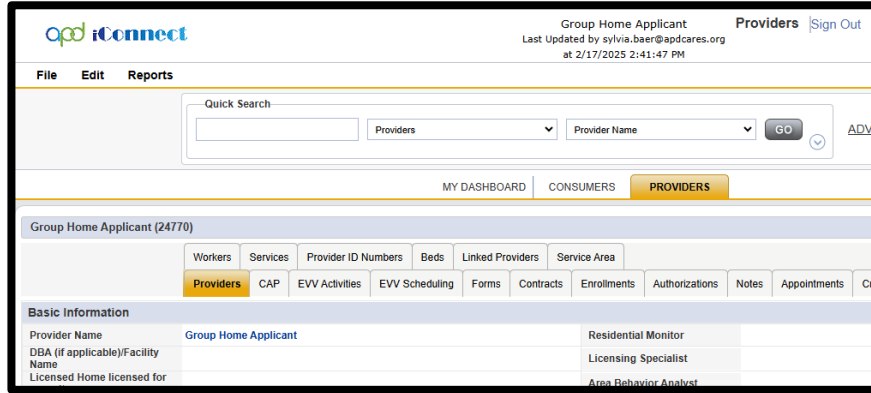 apd iConnect
Group Home Applicant
Last Updated by sylvia.baer@apdcares.org
at 2/17/2025 2:41:47 PM
Providers | Sign Out
File Edit Reports
Quick Search
Providers Provider Name GO ADV
MY DASHBOARD CONSUMERS PROVIDERS
Group Home Applicant (24770)
Workers Services Provider ID Numbers Beds Linked Providers Service Area
Providers CAP EVV Activities EVV Scheduling Forms Contracts Enrollments Authorizations Notes Appointments
Basic Information
Provider Name Group Home Applicant Residential Monitor
DBA (if applicable)/Facility
Name Licensing Specialist
Licensed Home licensed for Area Behavior Analyst